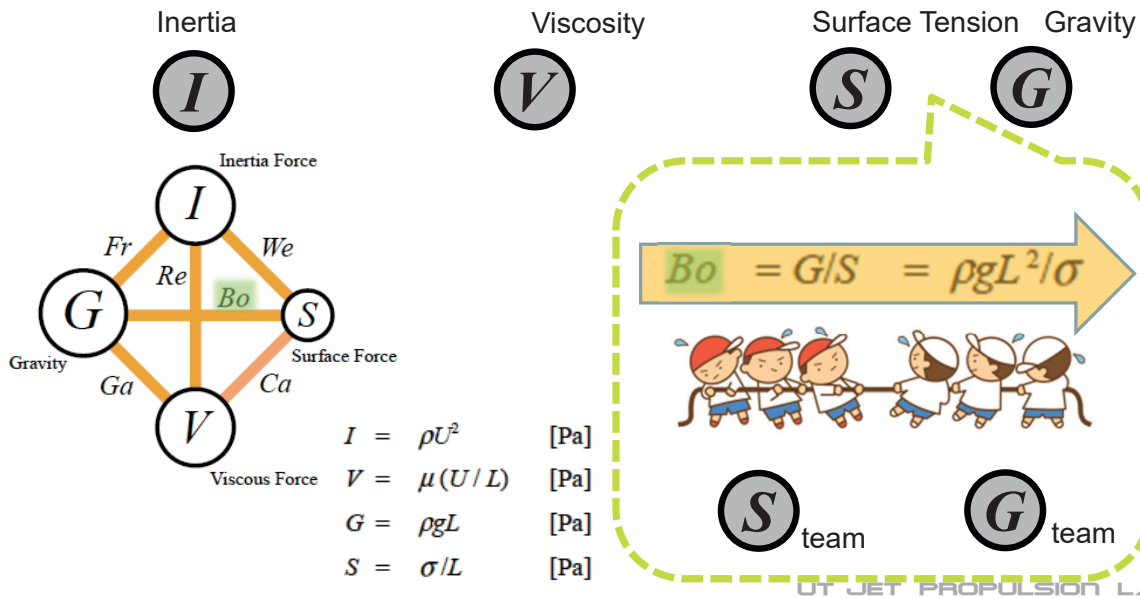 Inertia
Viscosity
Surface Tension
Gravity
I
V
S
G
Inertia Force
I
Fr
We
Re
Bo
G
S
Gravity
Surface Force
Ga
Ca
V
Viscous Force
I = ρU² [Pa]
V = μ(U/L) [Pa]
G = ρgL [Pa]
S = σ/L [Pa]
Bo = G/S = ρgL²/σ
S team
G team
UT JET PROPULSION L